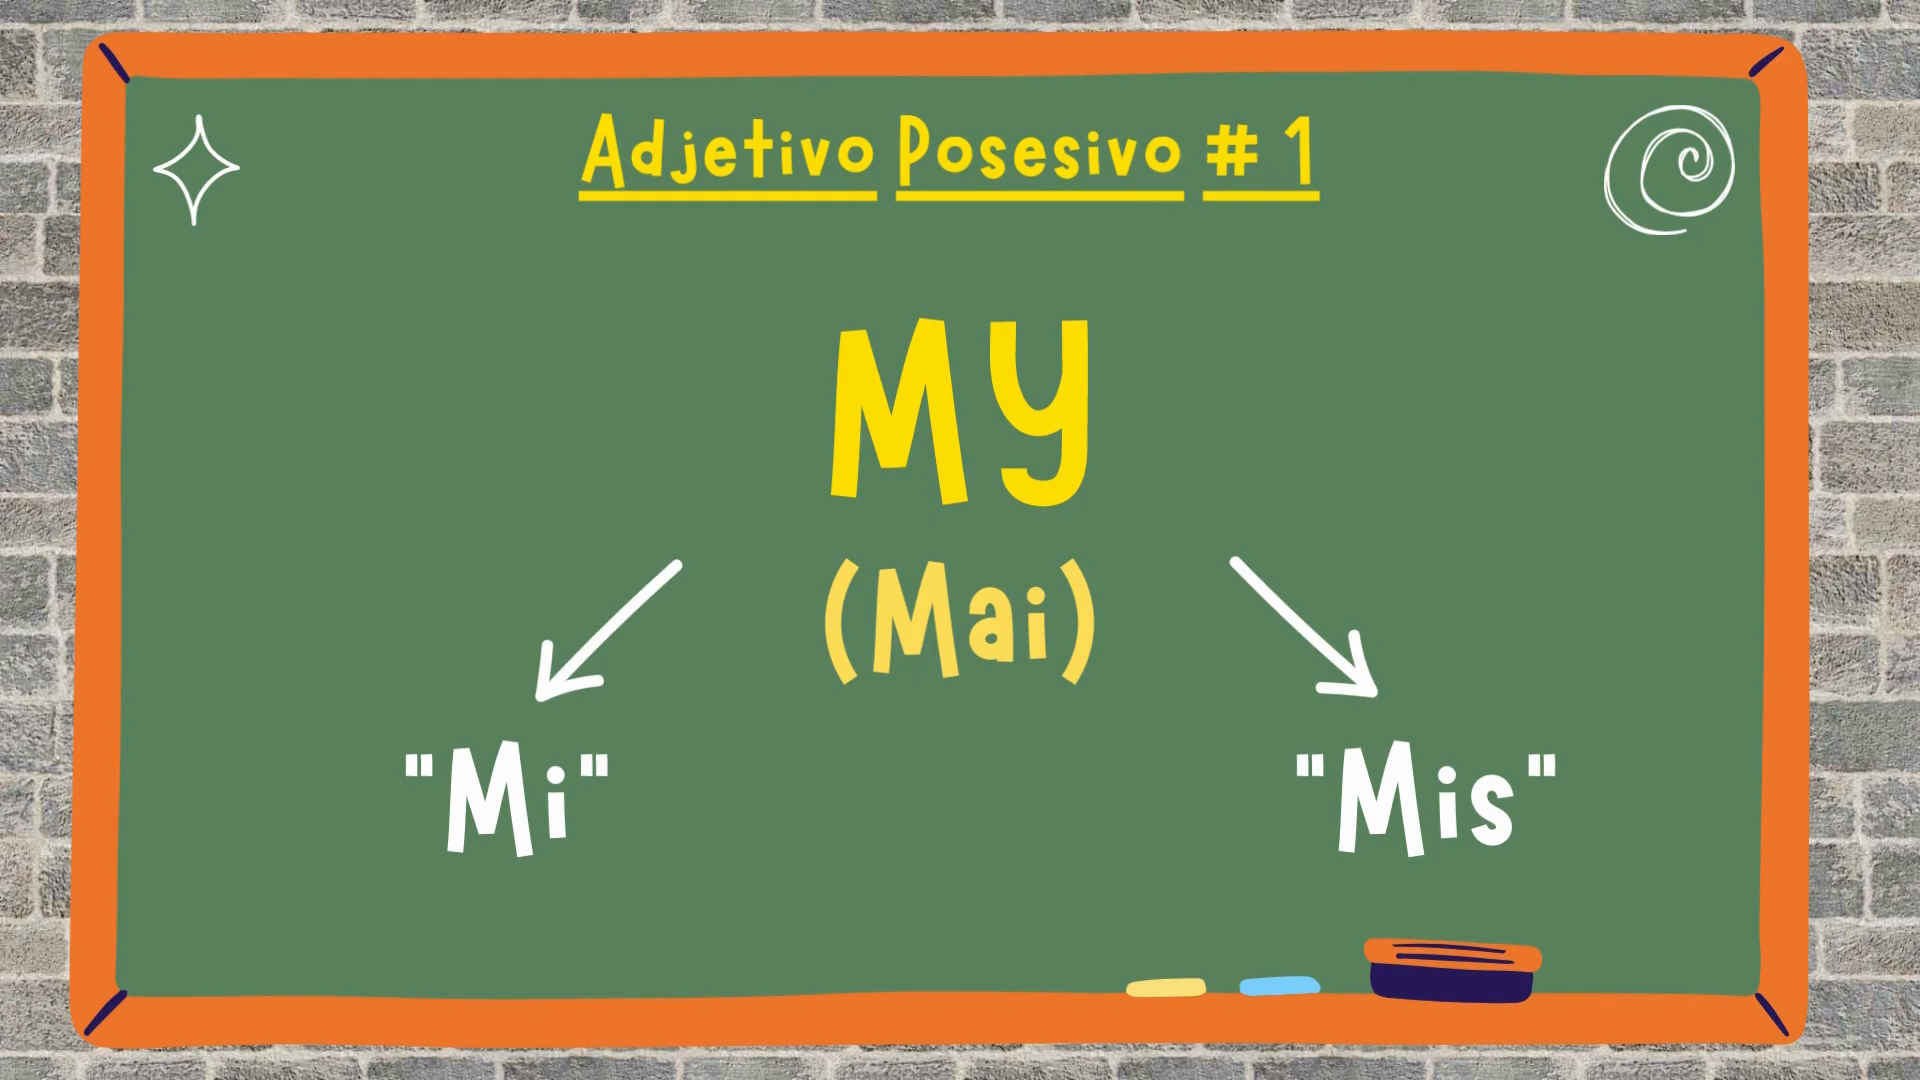 Adjetivo Posesivo # 1
MY
(Mai)
"Mi"
"Mis"